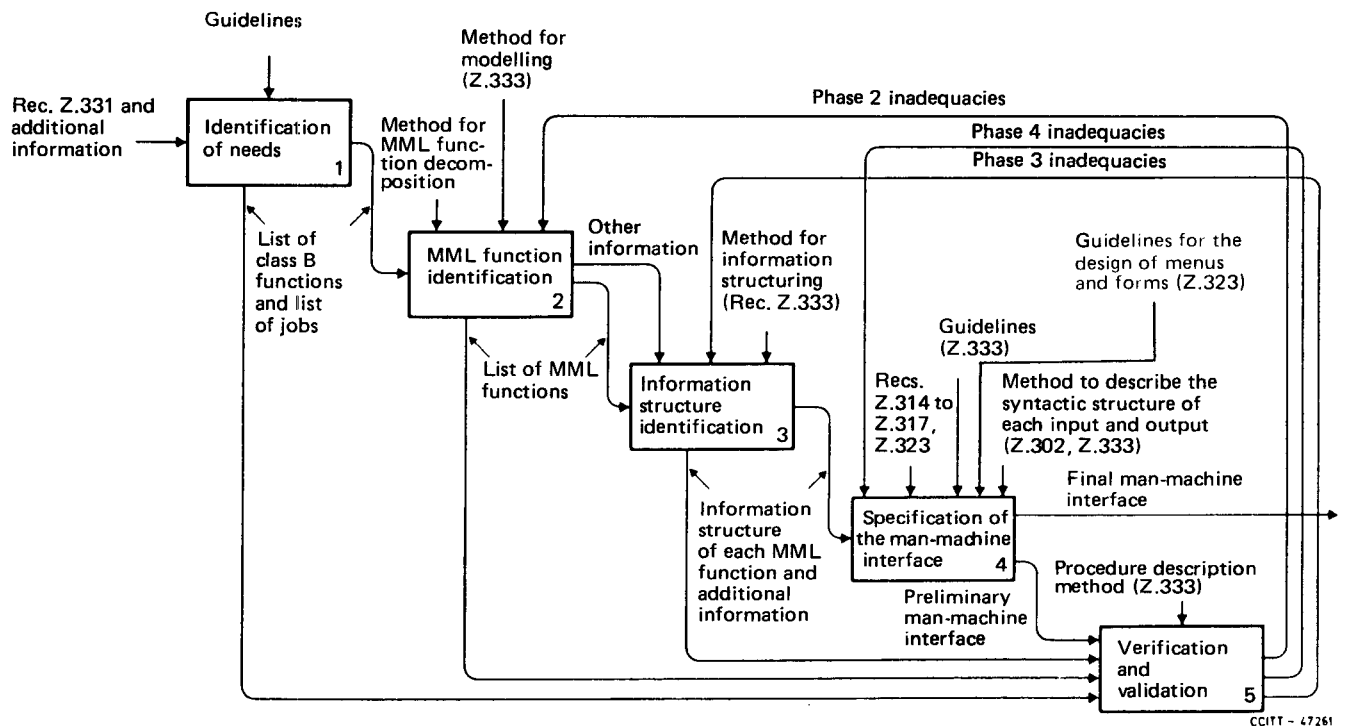 Guidelines
Rec. Z.331 and
additional
information
Identification
of needs
1
Method for
modelling
(Z.333)
Method for
MML func-
tion decom-
position
Phase 2 inadequacies
Phase 4 inadequacies
Phase 3 inadequacies
List of
class B
functions
and list
of jobs
MML function
identification
2
Other
information
Method for
information
structuring
(Rec. Z.333)
Guidelines for the
design of menus
and forms (Z.323)
List of MML
functions
Information
structure
identification
3
Recs.
Z.314 to
Z.317,
Z.323
Guidelines
(Z.333)
Method to describe the
syntactic structure of
each input and output
(Z.302, Z.333)
Final man-machine
interface
Information
structure
of each MML
function and
additional
information
Specification of
the man-machine
interface
4
Preliminary
man-machine
interface
Procedure description
method (Z.333)
Verification
and
validation
5
CCITT – 47261